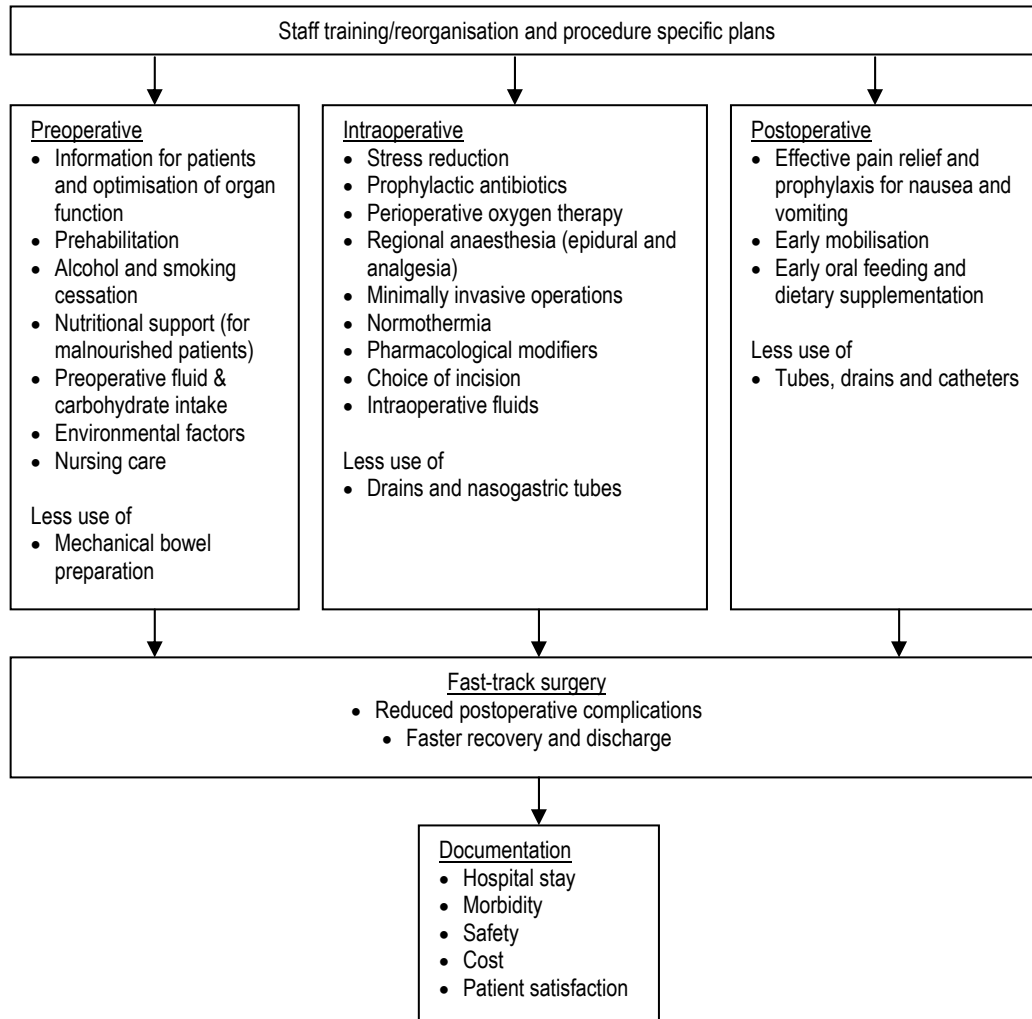 Staff training/reorganisation and procedure specific plans
Preoperative
• Information for patients
and optimisation of organ
function
• Prehabilitation
• Alcohol and smoking
cessation
• Nutritional support (for
malnourished patients)
• Preoperative fluid &
carbohydrate intake
• Environmental factors
• Nursing care
Less use of
• Mechanical bowel
preparation
Intraoperative
• Stress reduction
• Prophylactic antibiotics
• Perioperative oxygen therapy
• Regional anaesthesia (epidural and
analgesia)
• Minimally invasive operations
• Normothermia
• Pharmacological modifiers
• Choice of incision
• Intraoperative fluids
Less use of
• Drains and nasogastric tubes
Postoperative
• Effective pain relief and
prophylaxis for nausea and
vomiting
• Early mobilisation
• Early oral feeding and
dietary supplementation
Less use of
• Tubes, drains and catheters
Fast-track surgery
• Reduced postoperative complications
• Faster recovery and discharge
Documentation
• Hospital stay
• Morbidity
• Safety
• Cost
• Patient satisfaction